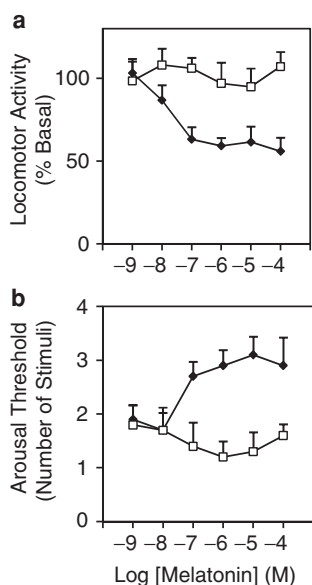 a
Locomotor Activity
(% Basal)
100
50
0
–9 –8 –7 –6 –5 –4
b
Arousal Threshold
(Number of Stimuli)
4
3
2
1
0
–9 –8 –7 –6 –5 –4
Log [Melatonin] (M)